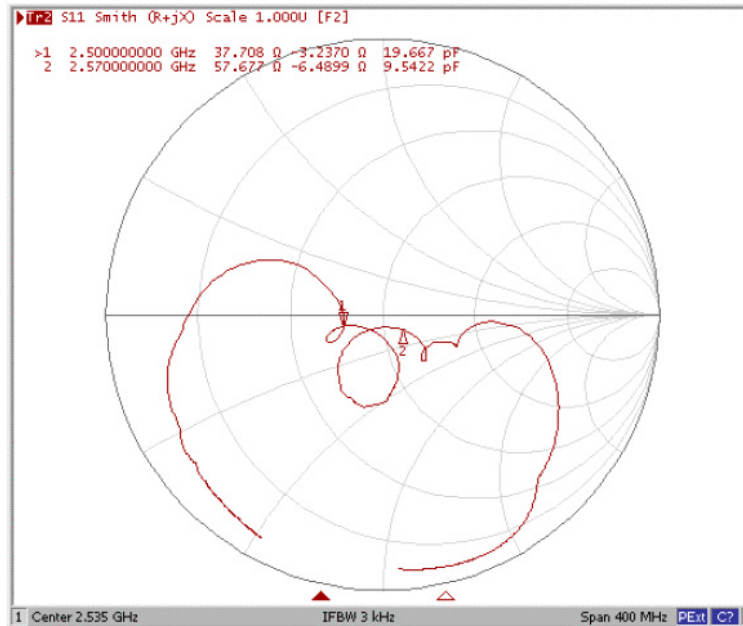 Tr2 S11 Smith (R+jX) Scale 1.000U [F2]
>1 2.500000000 GHz 37.708 Ω -3.2370 Ω 19.667 pF
2 2.570000000 GHz 57.677 Ω -6.4899 Ω 9.5422 pF
1
2
1 Center 2.535 GHz IFBW 3 kHz Span 400 MHz PExt C?